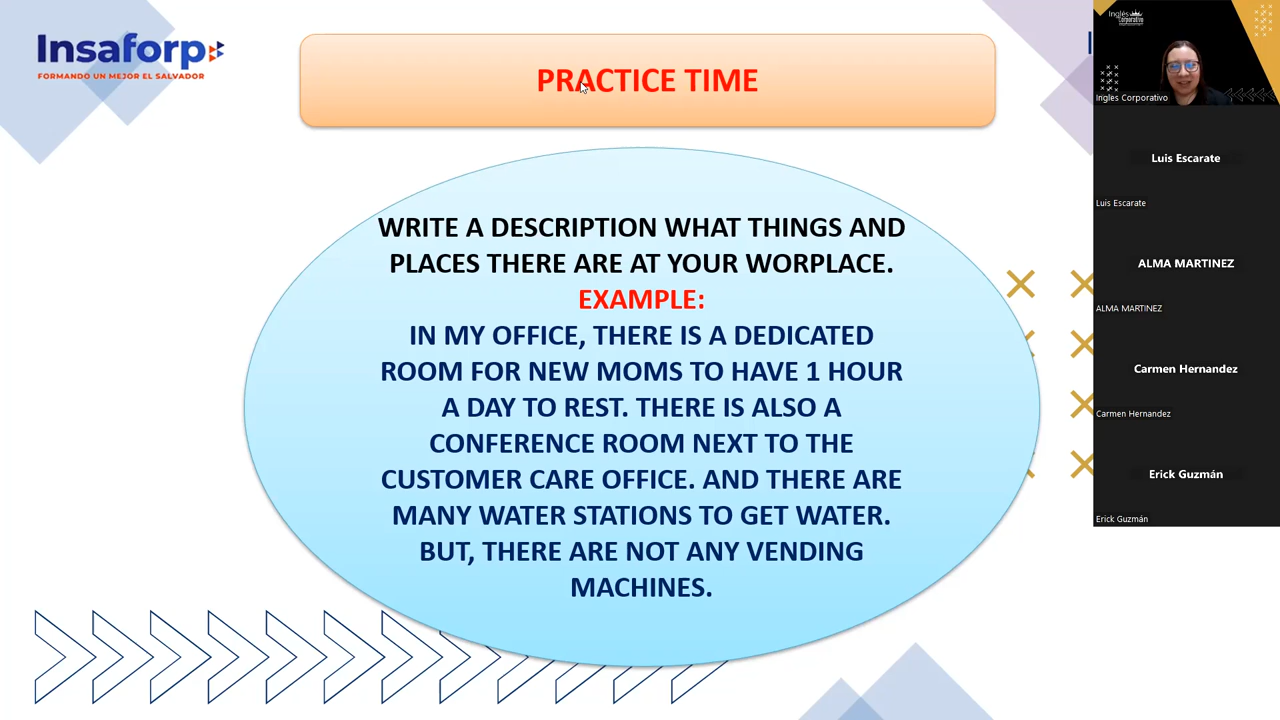 Insaforp
FORMANDO UN MEJOR EL SALVADOR
PRACTICE TIME
WRITE A DESCRIPTION WHAT THINGS AND
PLACES THERE ARE AT YOUR WORPLACE.
EXAMPLE:
IN MY OFFICE, THERE IS A DEDICATED
ROOM FOR NEW MOMS TO HAVE 1 HOUR
A DAY TO REST. THERE IS ALSO A
CONFERENCE ROOM NEXT TO THE
CUSTOMER CARE OFFICE. AND THERE ARE
MANY WATER STATIONS TO GET WATER.
BUT, THERE ARE NOT ANY VENDING
MACHINES.
Inglés
Corporativo
Ingles Corporativo
Luis Escarate
Luis Escarate
ALMA MARTINEZ
ALMA MARTINEZ
Carmen Hernandez
Carmen Hernandez
Erick Guzmán
Erick Guzmán